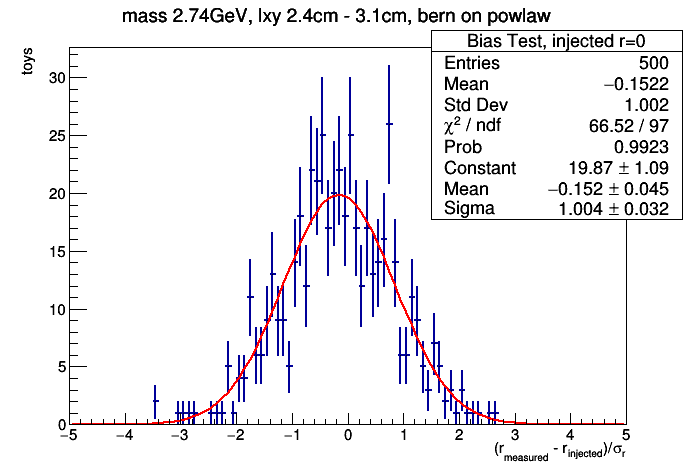 mass 2.74GeV, lxy 2.4cm - 3.1cm, bern on powlaw
toys
Bias Test, injected r=0
Entries 500
Mean −0.1522
Std Dev 1.002
χ² / ndf 66.52 / 97
Prob 0.9923
Constant 19.87 ± 1.09
Mean −0.152 ± 0.045
Sigma 1.004 ± 0.032
30
25
20
15
10
5
0
−5 −4 −3 −2 −1 0 1 2 3 4 5
(r_measured - r_injected)/σ_r